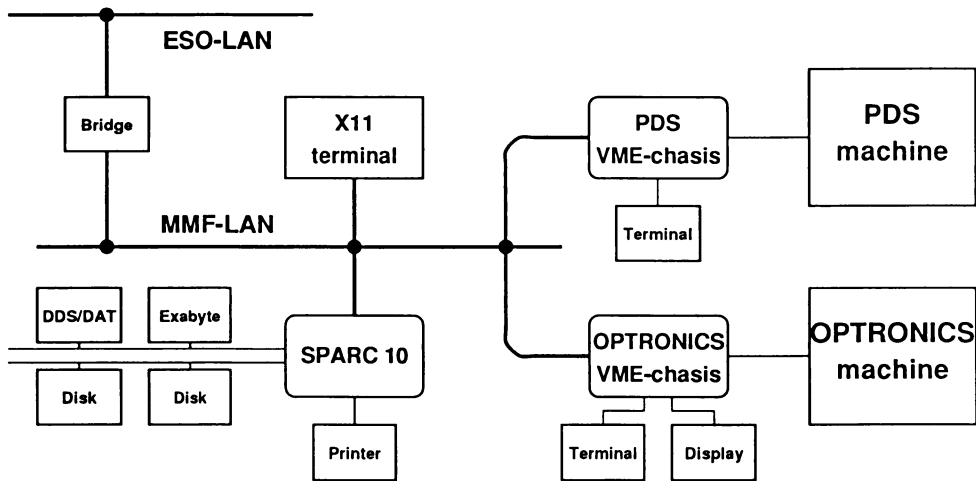 ESO-LAN
Bridge
X11
terminal
PDS
VME-chasis
PDS
machine
Terminal
MMF-LAN
DDS/DAT
Exabyte
SPARC 10
Disk
Disk
Printer
OPTRONICS
VME-chasis
OPTRONICS
machine
Terminal
Display